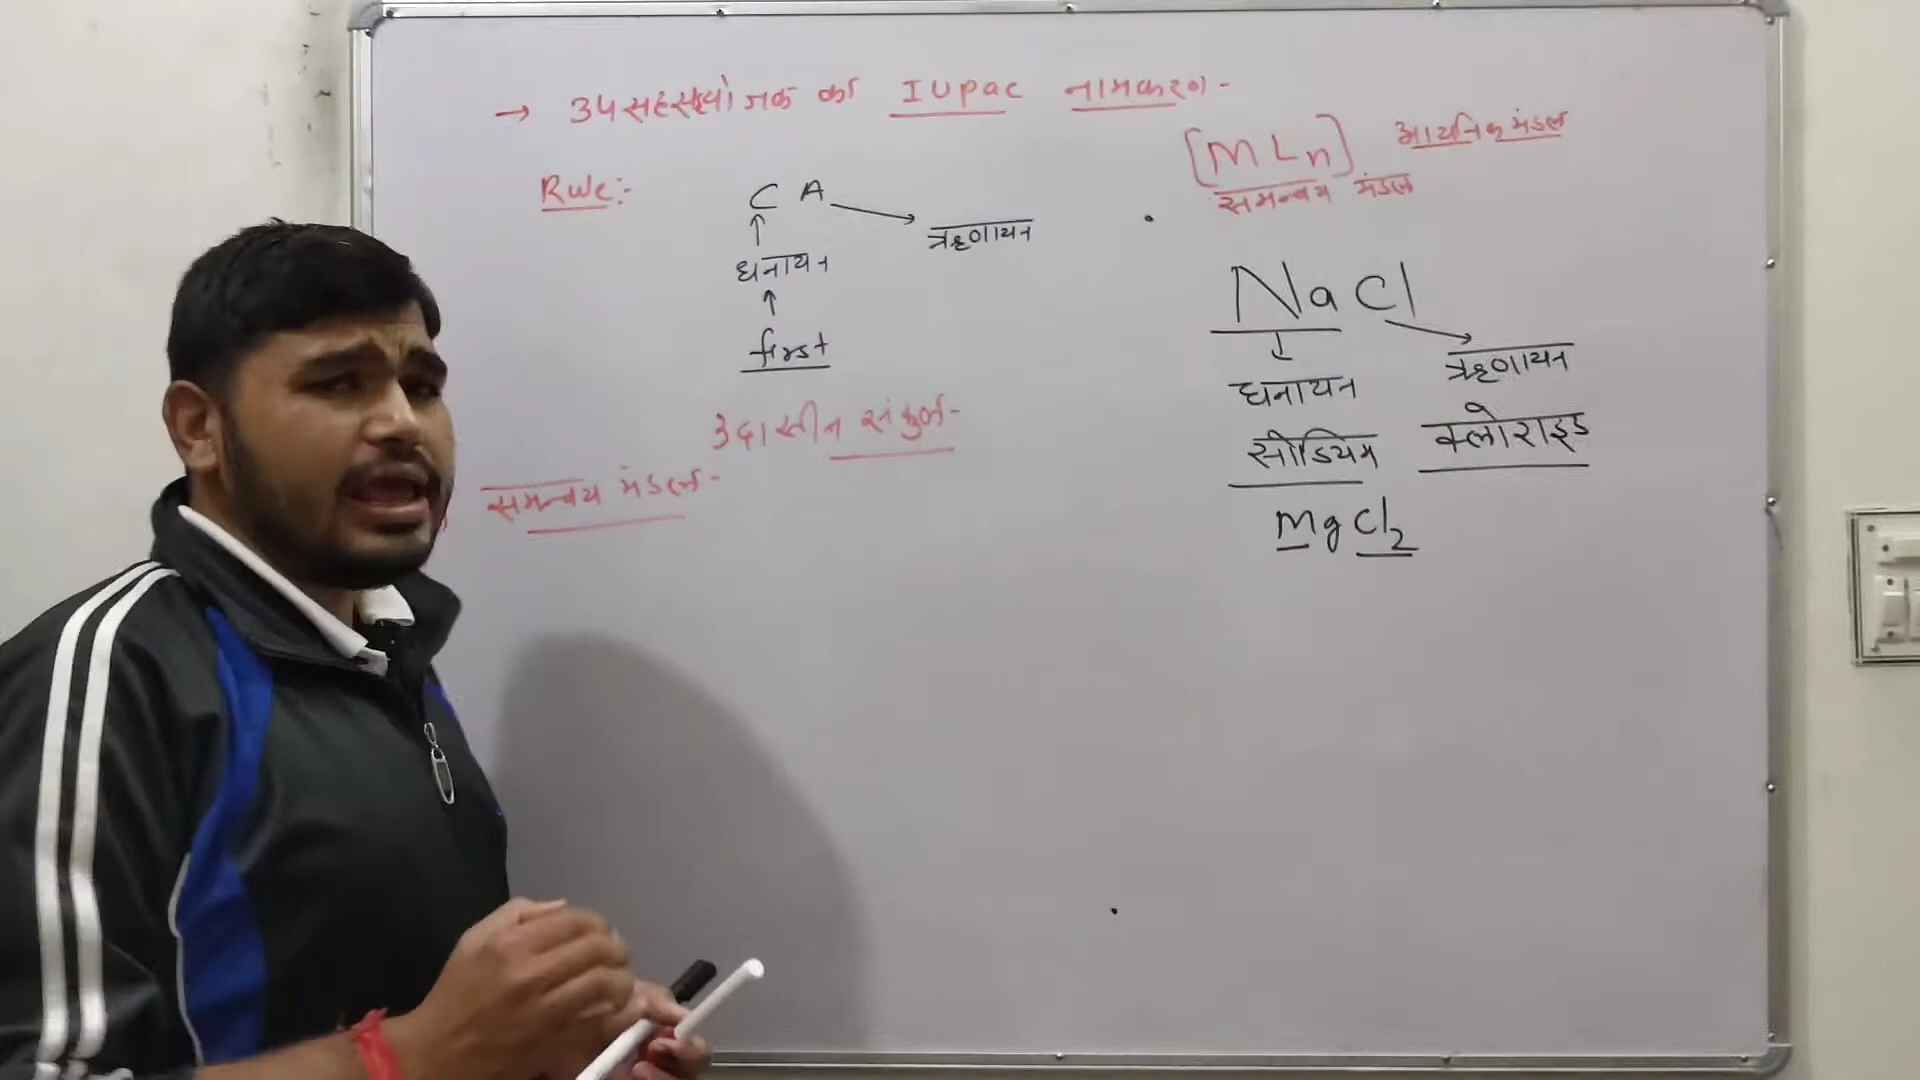 → उपसहसंयोजक का IUPAC नामकरण -
[MLn] आयनिक मंडल
समन्वय मंडल
Rule:-
C A
ऋणायन
धनायन
first
NaCl
धनायन ऋणायन
सोडियम क्लोराइड
MgCl2
उदासीन संकुल -
समन्वय मंडल -